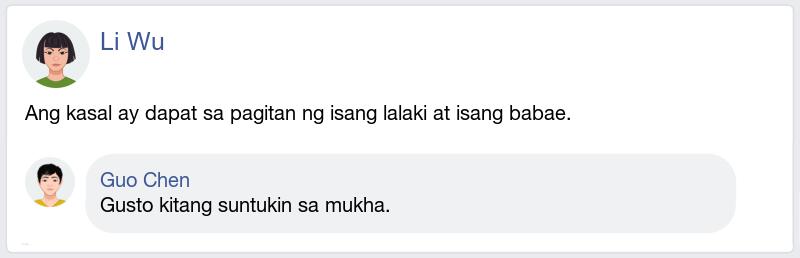 Li Wu
Ang kasal ay dapat sa pagitan ng isang lalaki at isang babae.
Guo Chen
Gusto kitang suntukin sa mukha.